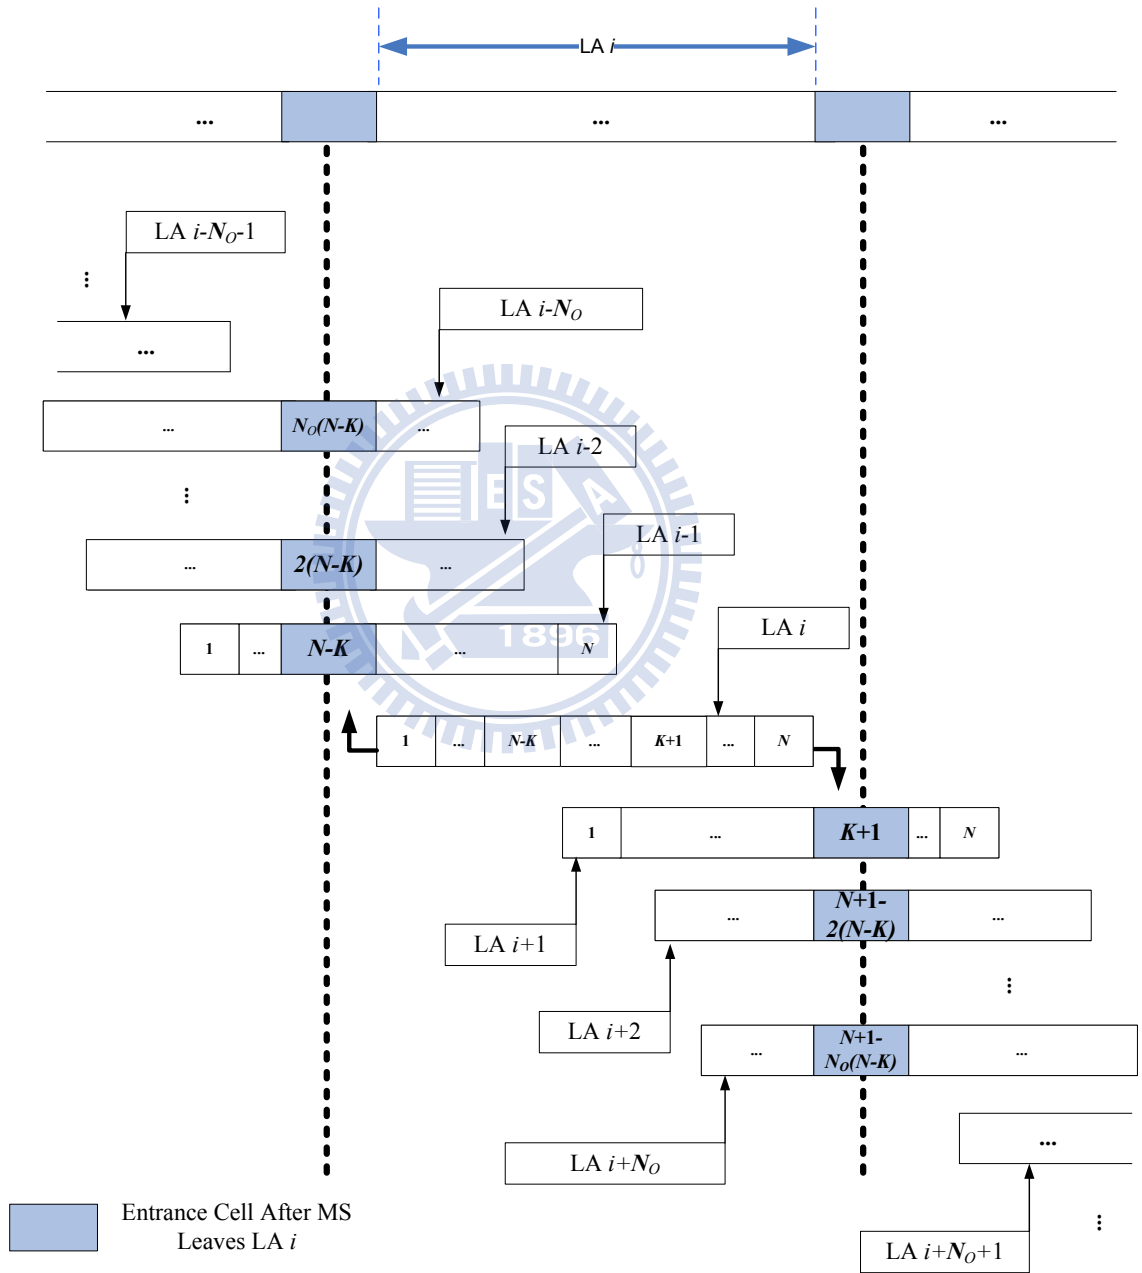 LA i
... ... ...
LA i-N_O-1
...
...
LA i-N_O
... N_O(N-K) ...
LA i-2
...
E S A
... 2(N-K) ...
LA i-1
1896
1 ... N-K ... N
LA i
1 ... N-K ... K+1 ... N
1 ... K+1 ... N
LA i+1
... N+1- ...
2(N-K)
LA i+2
...
... N+1- ...
N_O(N-K)
LA i+N_O
...
LA i+N_O+1
...
Entrance Cell After MS
Leaves LA i